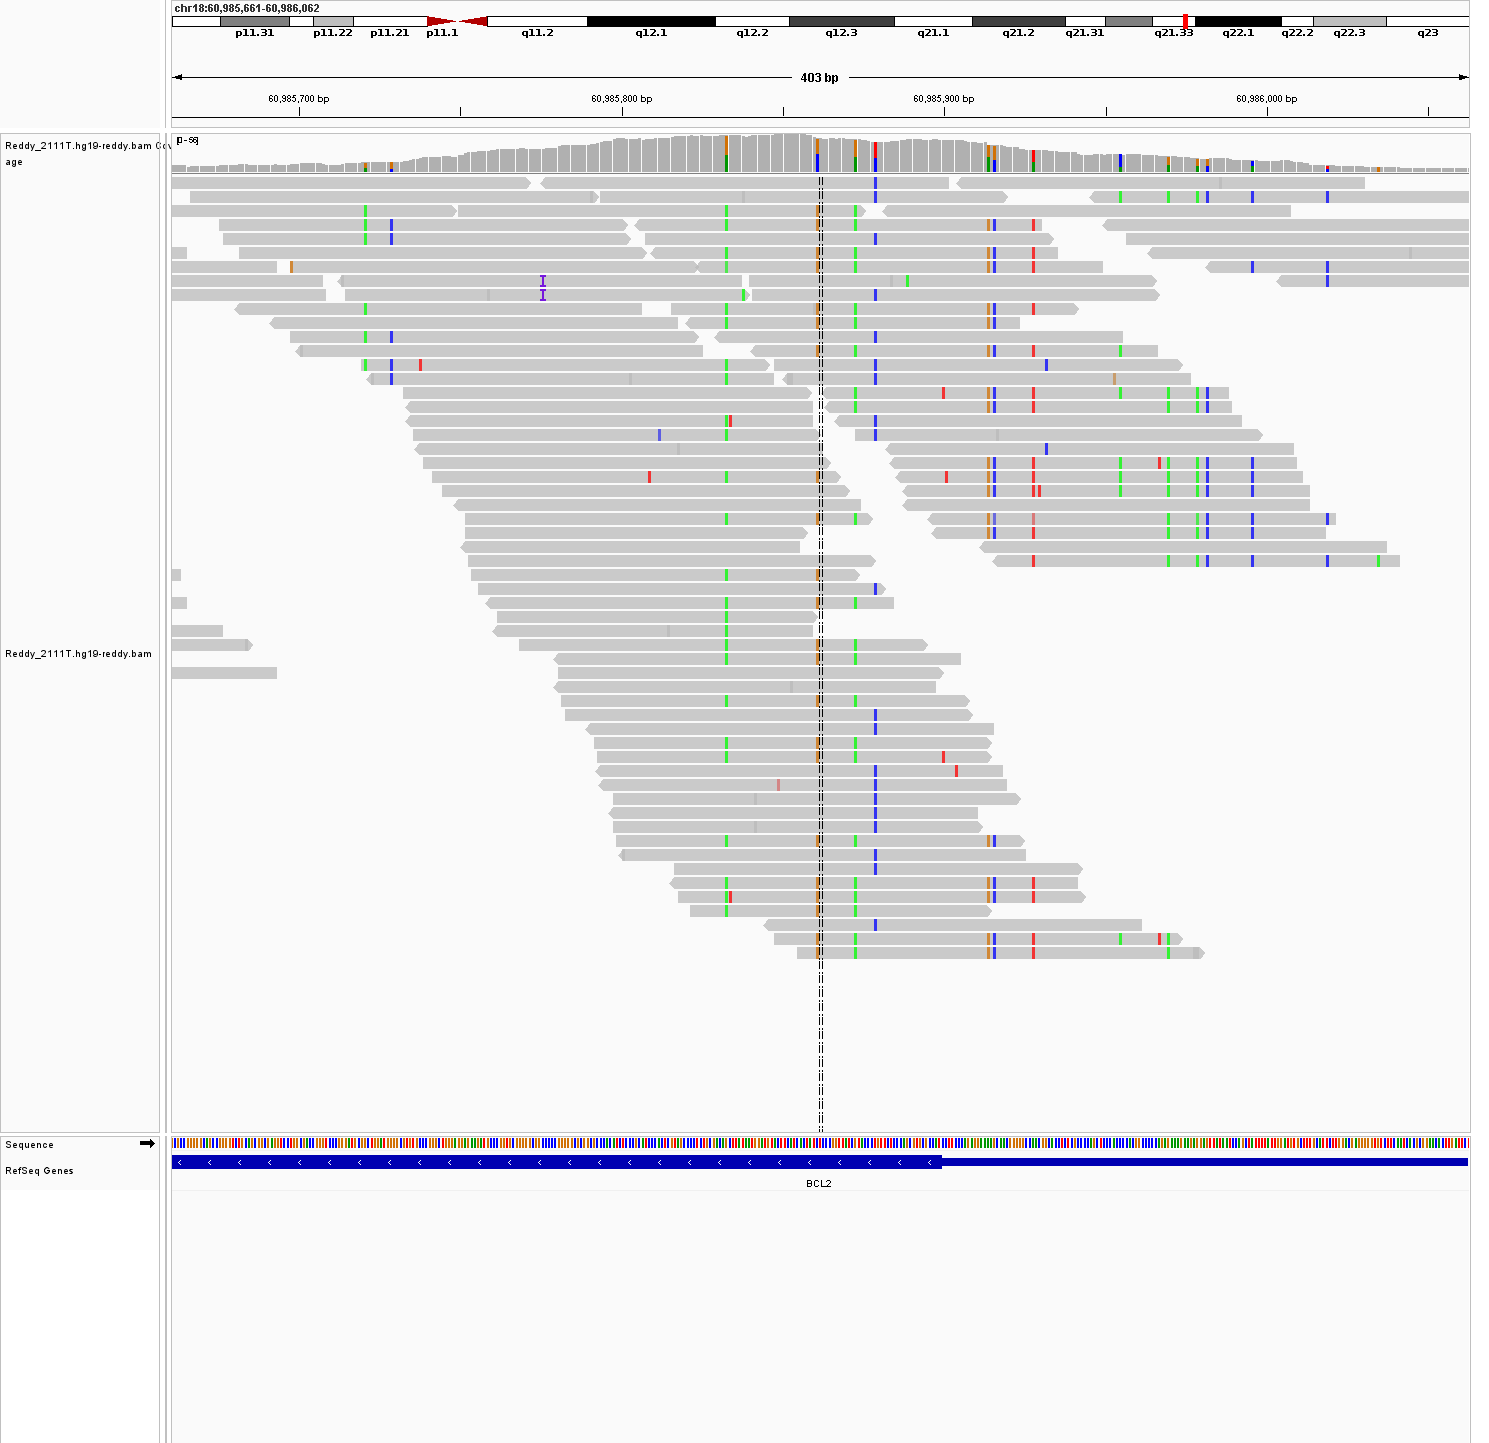 chr18:60,985,661-60,986,062
p11.31 p11.22 p11.21 p11.1 q11.2 q12.1 q12.2 q12.3 q21.1 q21.2 q21.31 q21.33 q22.1 q22.2 q22.3 q23
403 bp
60,985,700 bp 60,985,800 bp 60,985,900 bp 60,986,000 bp
Reddy_2111T.hg19-reddy.bam Cov
age
[0 - 56]
Reddy_2111T.hg19-reddy.bam
Sequence
RefSeq Genes
BCL2